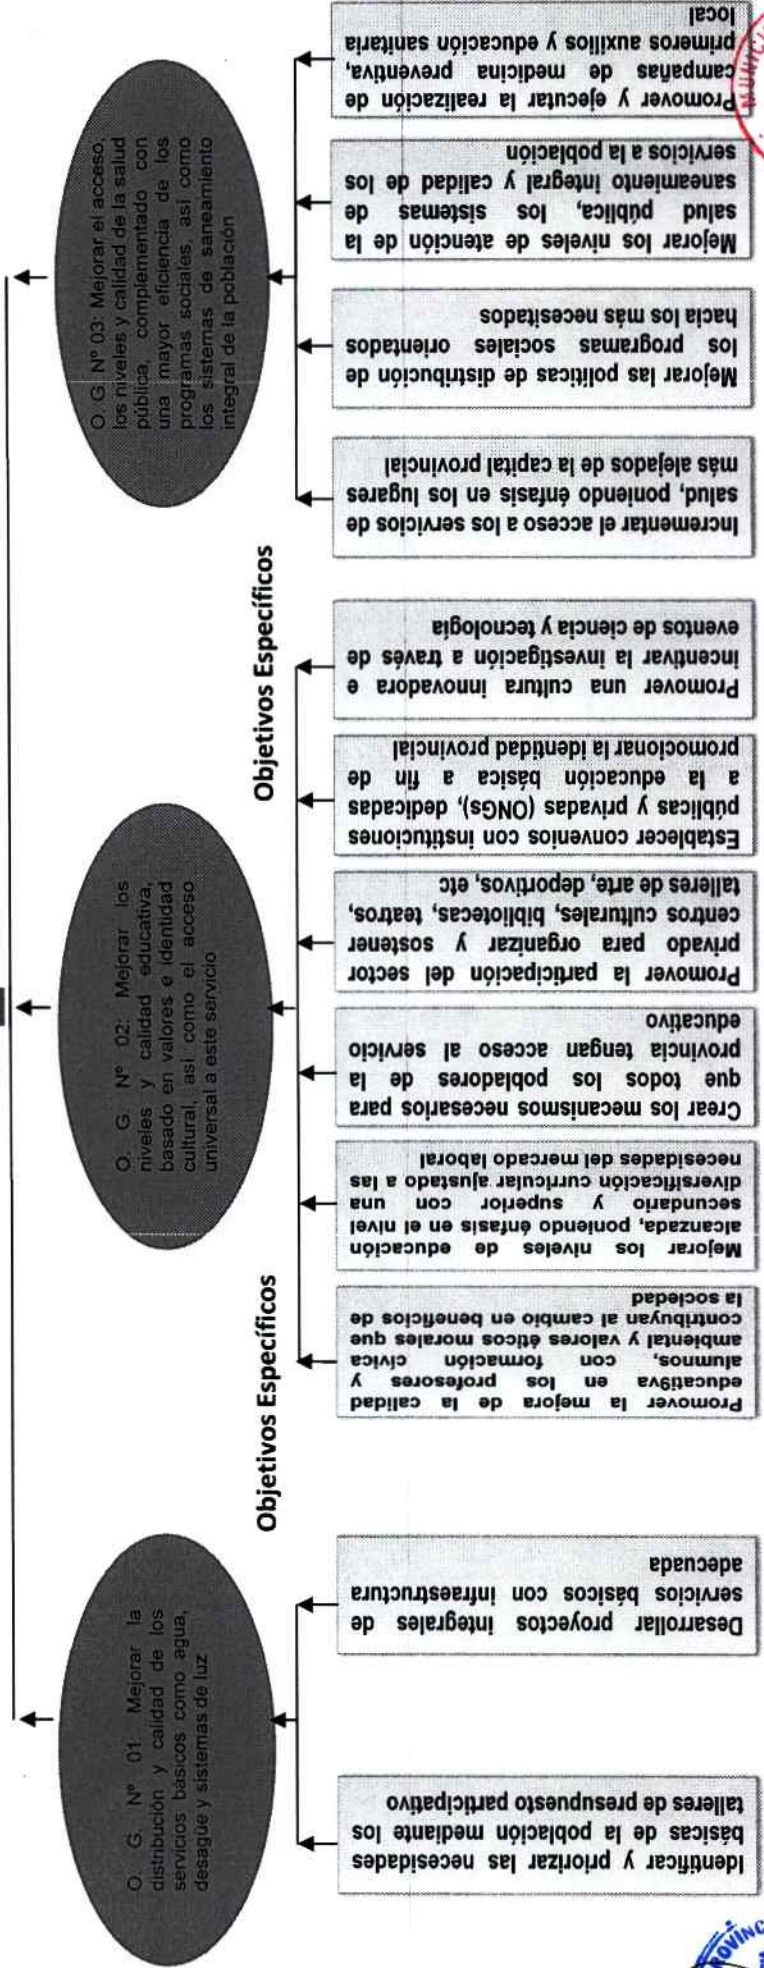 O. G. Nº 01: Mejorar la
distribución y calidad de los
servicios básicos como agua,
desagüe y sistemas de luz
O. G. Nº 02: Mejorar los
niveles y calidad educativa,
basado en valores e identidad
cultural, así como el acceso
universal a este servicio
O. G. Nº 03: Mejorar el acceso,
los niveles y calidad de la salud
pública, complementado con
una mayor eficiencia de los
programas sociales, así como
los sistemas de saneamiento
integral de la población
Objetivos Específicos
Objetivos Específicos
Identificar y priorizar las necesidades
básicas de la población mediante los
talleres de presupuesto participativo
Desarrollar proyectos integrales de
servicios básicos con infraestructura
adecuada
Promover la mejora de la calidad
educati6va en los profesores y
alumnos, con formación cívica
ambiental y valores éticos morales que
contribuyan al cambio en beneficios de
la sociedad
Mejorar los niveles de educación
alcanzada, poniendo énfasis en el nivel
secundario y superior con una
diversificación curricular ajustado a las
necesidades del mercado laboral
Crear los mecanismos necesarios para
que todos los pobladores de la
provincia tengan acceso al servicio
educativo
Promover la participación del sector
privado para organizar y sostener
centros culturales, bibliotecas, teatros,
talleres de arte, deportivos, etc
Establecer convenios con instituciones
públicas y privadas (ONGs), dedicadas
a la educación básica a fin de
promocionar la identidad provincial
Promover una cultura innovadora e
incentivar la investigación a través de
eventos de ciencia y tecnología
Incrementar el acceso a los servicios de
salud, poniendo énfasis en los lugares
más alejados de la capital provincial
Mejorar las políticas de distribución de
los programas sociales orientados
hacia los más necesitados
Mejorar los niveles de atención de la
salud pública, los sistemas de
saneamiento integral y calidad de los
servicios a la población
Promover y ejecutar la realización de
campañas de medicina preventiva,
primeros auxilios y educación sanitaria
local